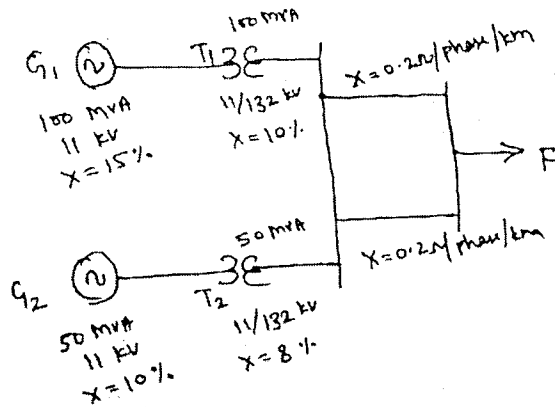 100 MVA
G1
T1
X=0.2Ω/phase/km
100 MVA
11 KV
X=15%
11/132 KV
X=10%
F
50 MVA
X=0.2Ω/phase/km
G2
T2
50 MVA
11 KV
X=10%
11/132 KV
X=8%